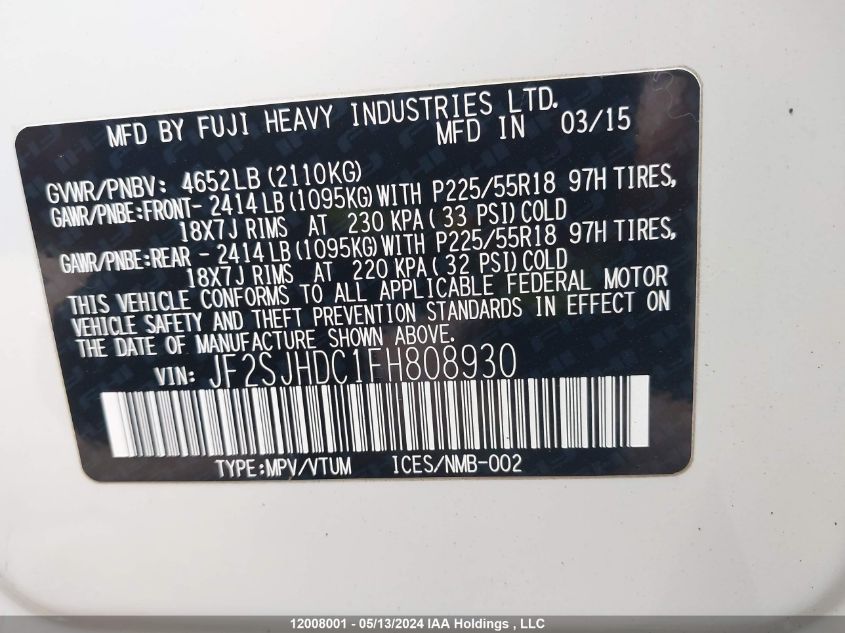 MFD BY FUJI HEAVY INDUSTRIES LTD.
MFD IN 03/15
GVWR/PNBV: 4652LB (2110KG)
GAWR/PNBE:FRONT- 2414 LB (1095KG) WITH P225/55R18 97H TIRES,
18X7J RIMS AT 230 KPA ( 33 PSI) COLD
GAWR/PNBE:REAR - 2414 LB (1095KG) WITH P225/55R18 97H TIRES,
18X7J RIMS AT 220 KPA ( 32 PSI) COLD
THIS VEHICLE CONFORMS TO ALL APPLICABLE FEDERAL MOTOR
VEHICLE SAFETY AND THEFT PREVENTION STANDARDS IN EFFECT ON
THE DATE OF MANUFACTURE SHOWN ABOVE.
VIN: JF2SJHDC1FH808930
TYPE:MPV/VTUM ICES/NMB-002
12008001 - 05/13/2024 IAA Holdings , LLC